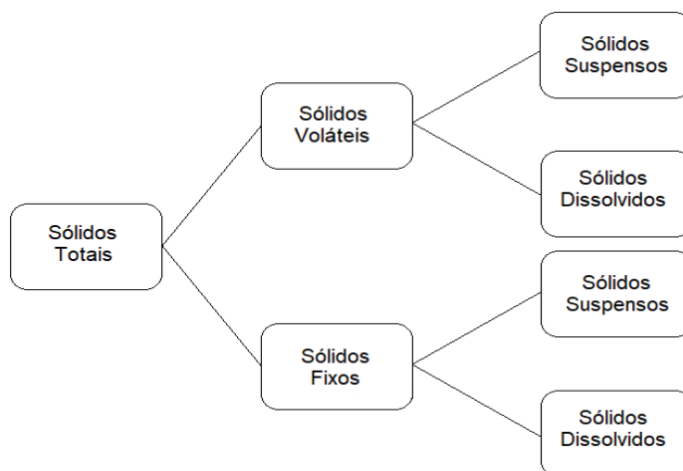 Sólidos
Totais
Sólidos
Voláteis
Sólidos
Suspensos
Sólidos
Dissolvidos
Sólidos
Fixos
Sólidos
Suspensos
Sólidos
Dissolvidos